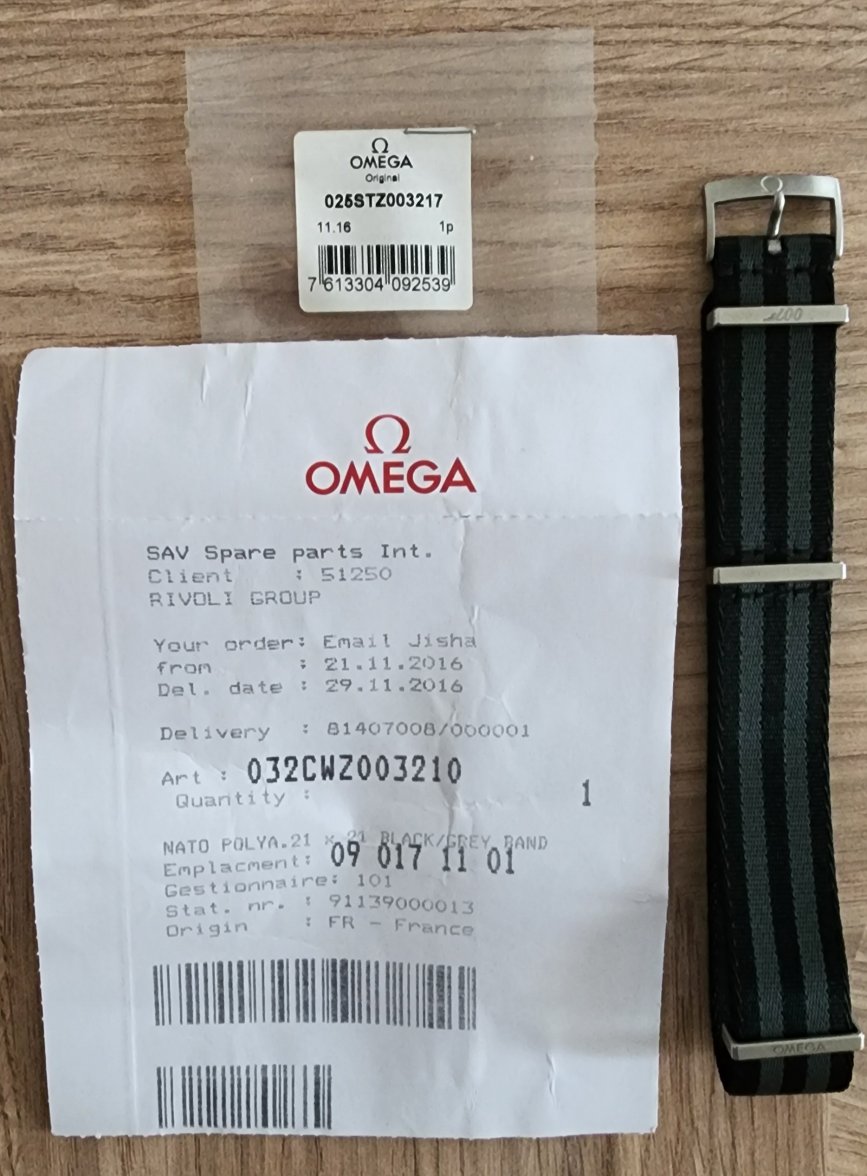 Ω
OMEGA
Original
025STZ003217
11.16 1p
7 613304 092539
007
Ω
OMEGA
SAV Spare parts Int.
Client : 51250
RIVOLI GROUP
Your order: Email Jisha
from : 21.11.2016
Del. date : 29.11.2016
Delivery : 81407008/000001
Art : 032CWZ003210
Quantity : 1
NATO POLYA.21 x 21 BLACK/GREY BAND
Emplacment: 09 017 11 01
Gestionnaire: 101
Stat. nr. : 91139000013
Origin : FR - France
OMEGA